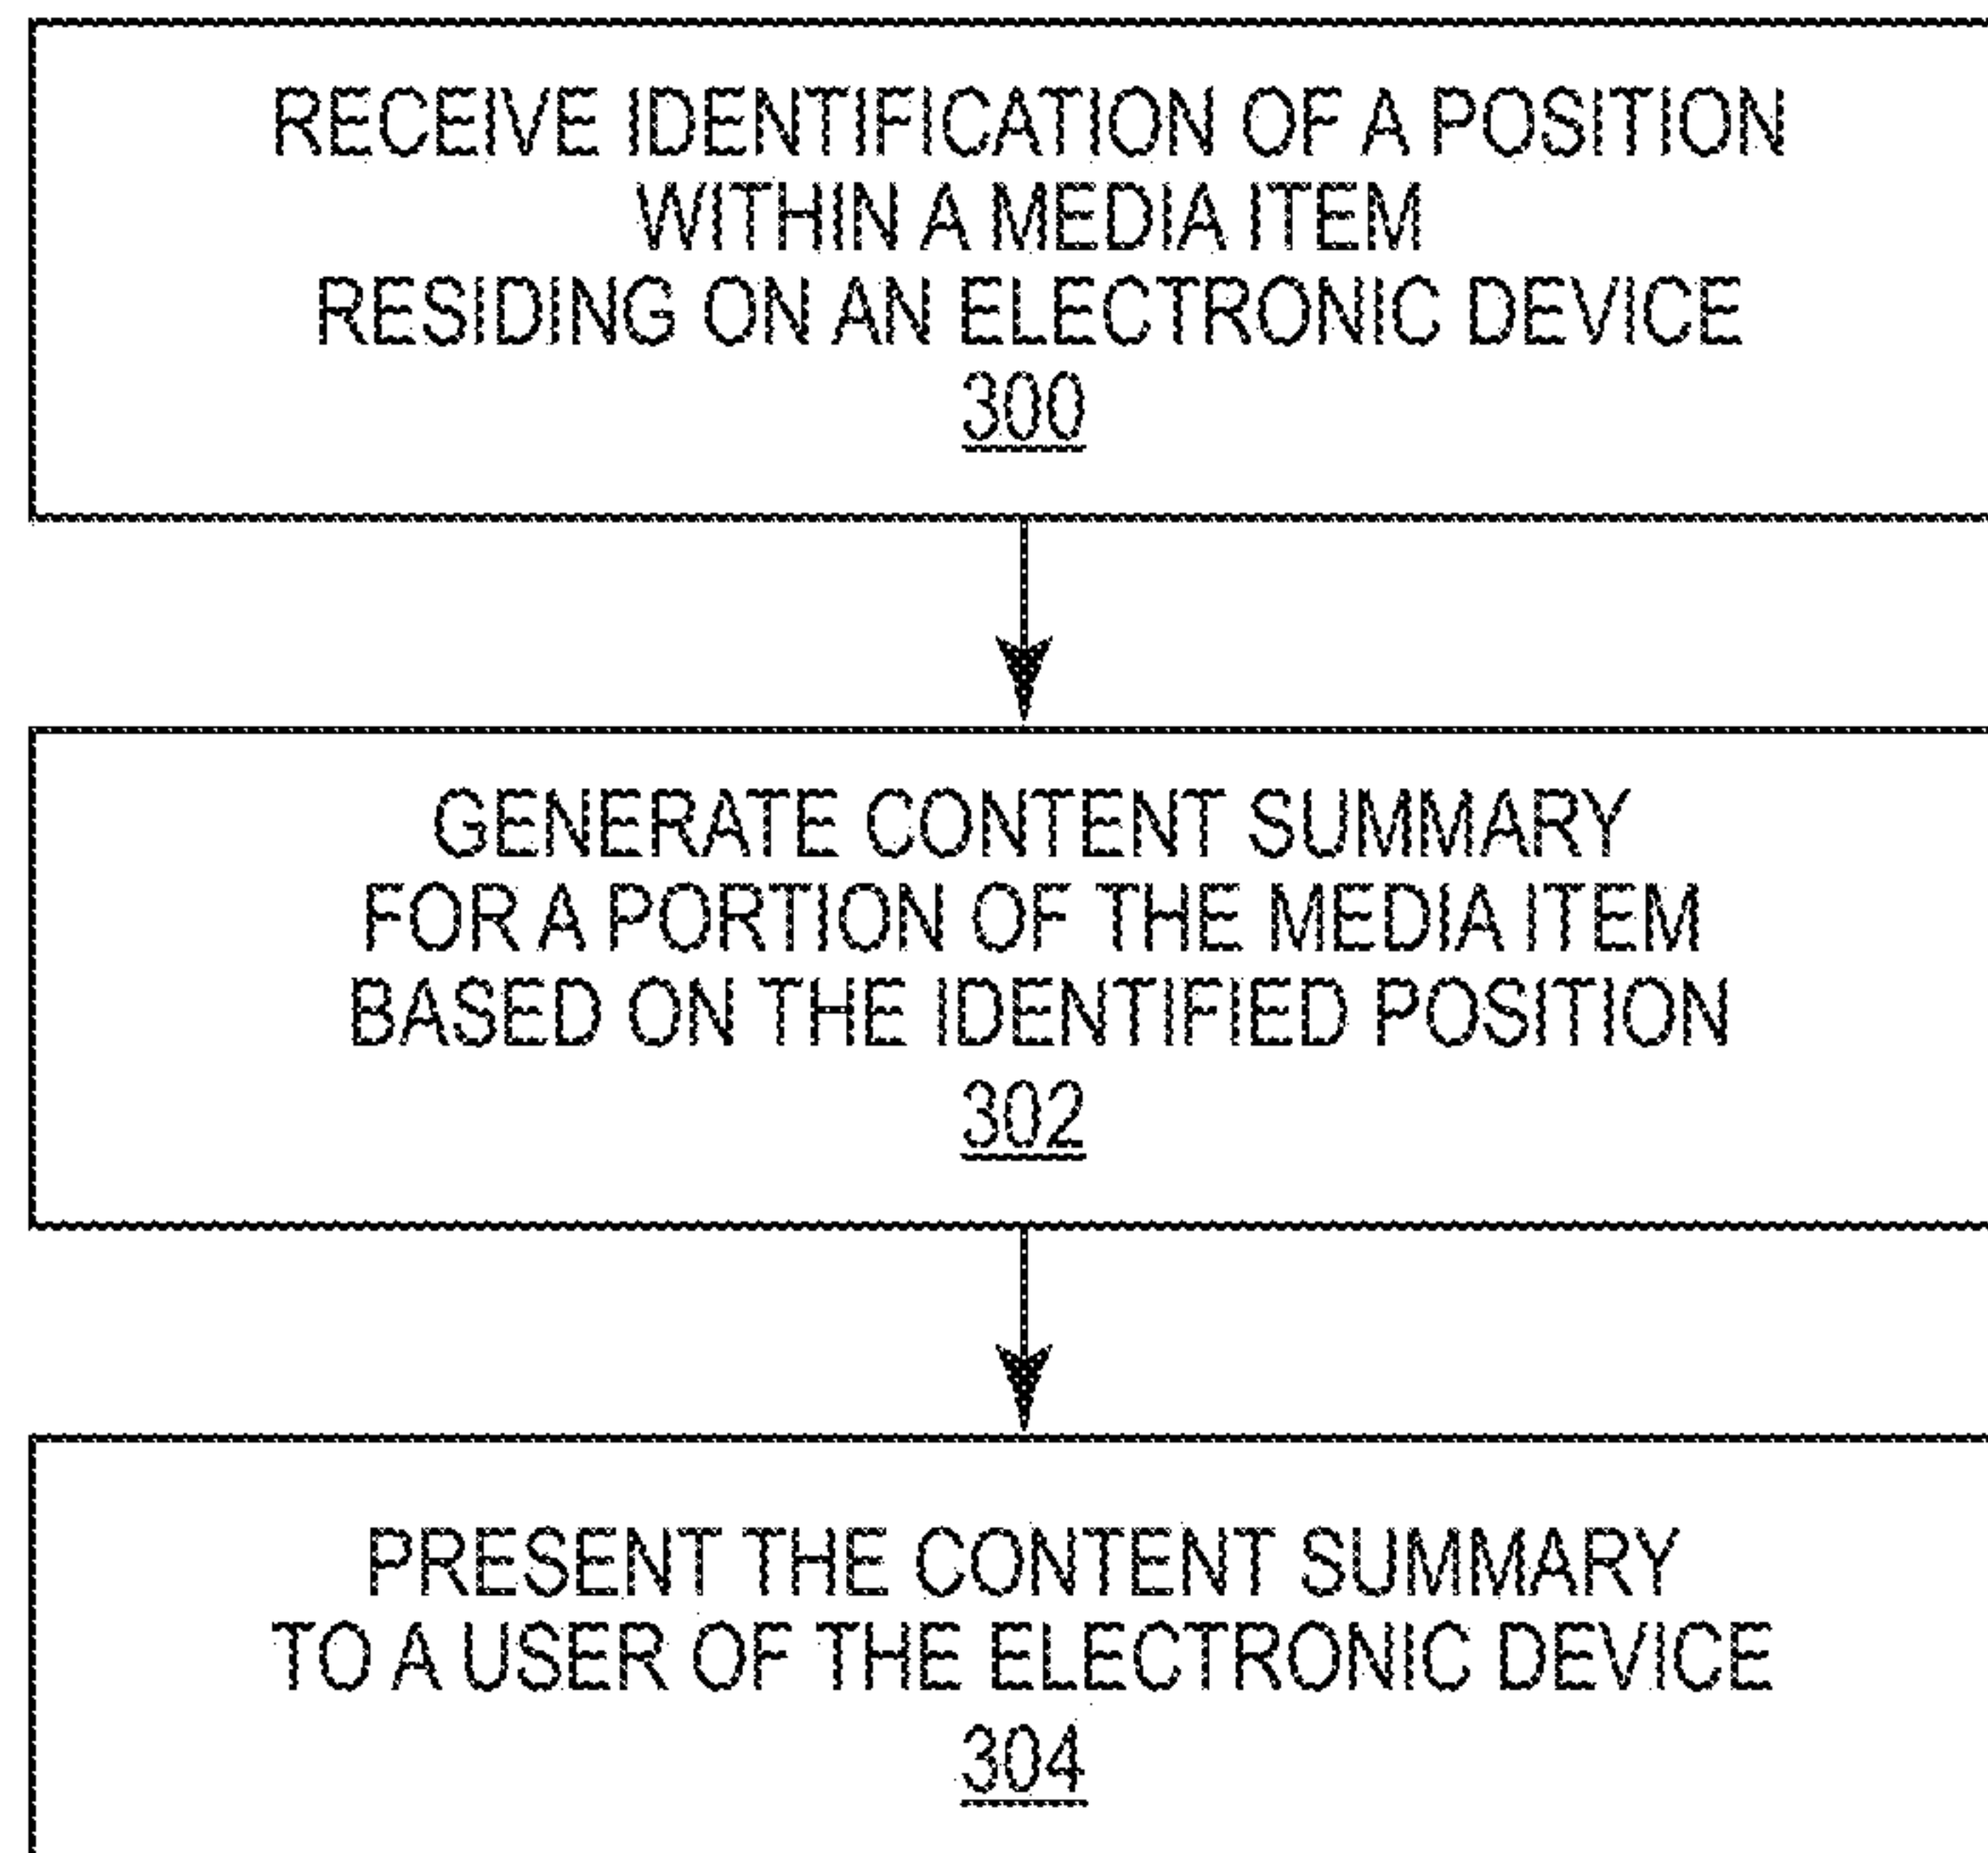 RECEIVE IDENTIFICATION OF A POSITION
WITHIN A MEDIA ITEM
RESIDING ON AN ELECTRONIC DEVICE
300
GENERATE CONTENT SUMMARY
FOR A PORTION OF THE MEDIA ITEM
BASED ON THE IDENTIFIED POSITION
302
PRESENT THE CONTENT SUMMARY
TO A USER OF THE ELECTRONIC DEVICE
304